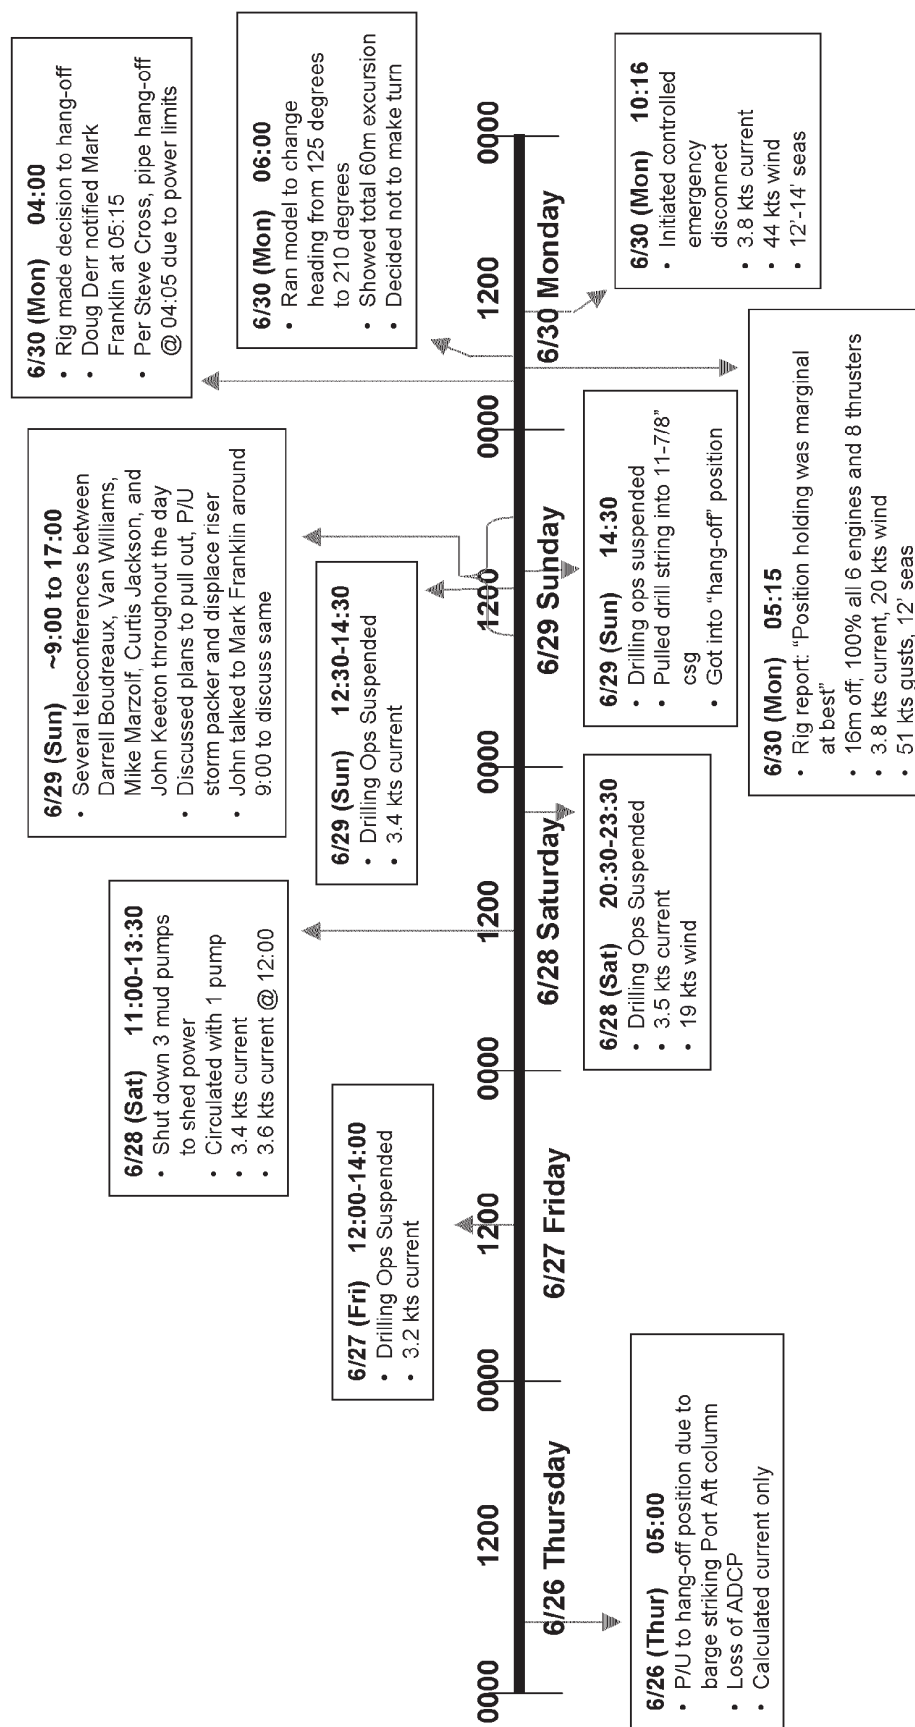 6/30 (Mon) 04:00
• Rig made decision to hang-off
• Doug Derr notified Mark
Franklin at 05:15
• Per Steve Cross, pipe hang-off
@ 04:05 due to power limits
6/30 (Mon) 06:00
• Ran model to change
heading from 125 degrees
to 210 degrees
• Showed total 60m excursion
• Decided not to make turn
6/29 (Sun) ~9:00 to 17:00
• Several teleconferences between
Darrell Boudreaux, Van Williams,
Mike Marzolf, Curtis Jackson, and
John Keeton throughout the day
• Discussed plans to pull out, P/U
storm packer and displace riser
• John talked to Mark Franklin around
9:00 to discuss same
6/29 (Sun) 12:30-14:30
• Drilling Ops Suspended
• 3.4 kts current
6/28 (Sat) 11:00-13:30
• Shut down 3 mud pumps
to shed power
• Circulated with 1 pump
• 3.4 kts current
• 3.6 kts current @ 12:00
6/27 (Fri) 12:00-14:00
• Drilling Ops Suspended
• 3.2 kts current
0000 1200 0000 1200 0000 1200 0000 1200 0000 1200 0000
6/26 Thursday 6/27 Friday 6/28 Saturday 6/29 Sunday 6/30 Monday
6/26 (Thur) 05:00
• P/U to hang-off position due to
barge striking Port Aft column
• Loss of ADCP
• Calculated current only
6/28 (Sat) 20:30-23:30
• Drilling Ops Suspended
• 3.5 kts current
• 19 kts wind
6/29 (Sun) 14:30
• Drilling ops suspended
• Pulled drill string into 11-7/8"
csg
• Got into "hang-off" position
6/30 (Mon) 05:15
• Rig report: "Position holding was marginal
at best"
• 16m off, 100% all 6 engines and 8 thrusters
• 3.8 kts current, 20 kts wind
• 51 kts gusts, 12' seas
6/30 (Mon) 10:16
• Initiated controlled
emergency
disconnect
• 3.8 kts current
• 44 kts wind
• 12'-14' seas